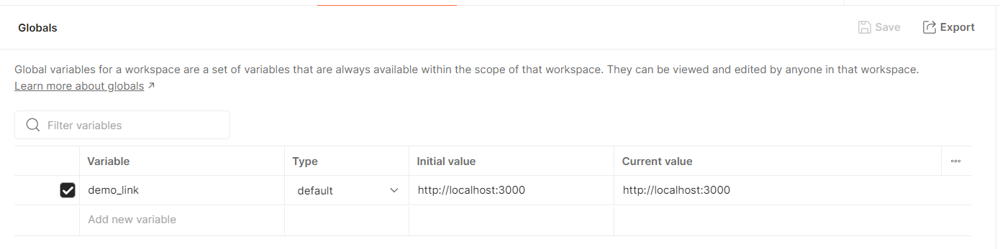 Globals
Save
Export
Global variables for a workspace are a set of variables that are always available within the scope of that workspace. They can be viewed and edited by anyone in that workspace.
Learn more about globals ↗
Filter variables
Variable Type Initial value Current value
demo_link default http://localhost:3000 http://localhost:3000
Add new variable